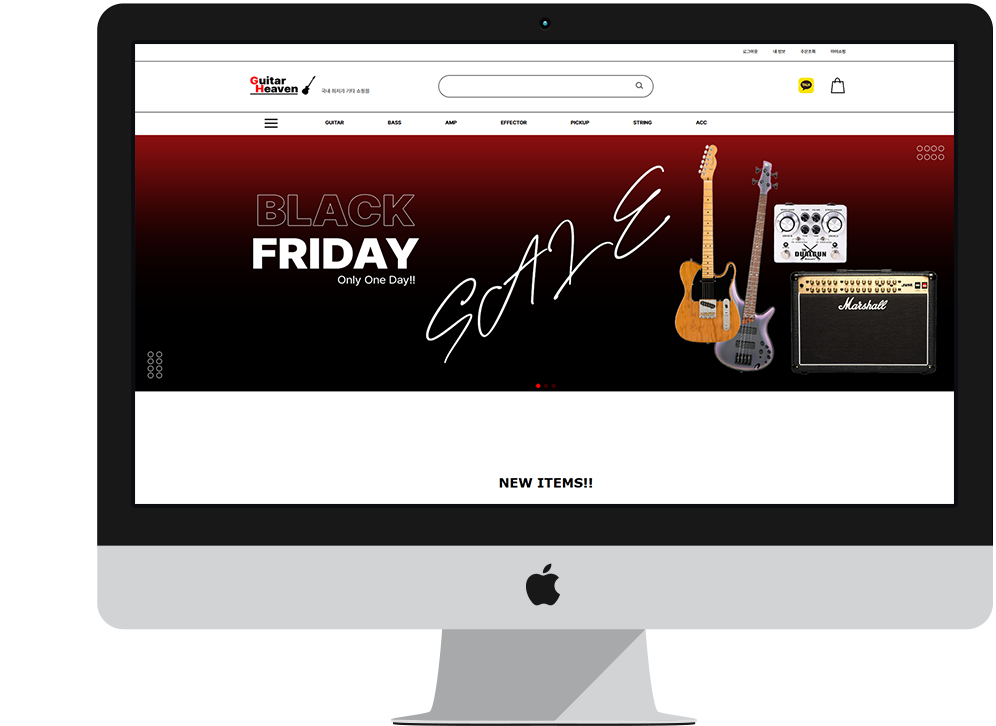 로그아웃 내 정보 주문조회 마이쇼핑
Guitar
Heaven
국내 최저가 기타 쇼핑몰
TALK
GUITAR BASS AMP EFFECTOR PICKUP STRING ACC
BLACK
FRIDAY
Only One Day!!
SALE
DUALGUN
Marshall
NEW ITEMS!!